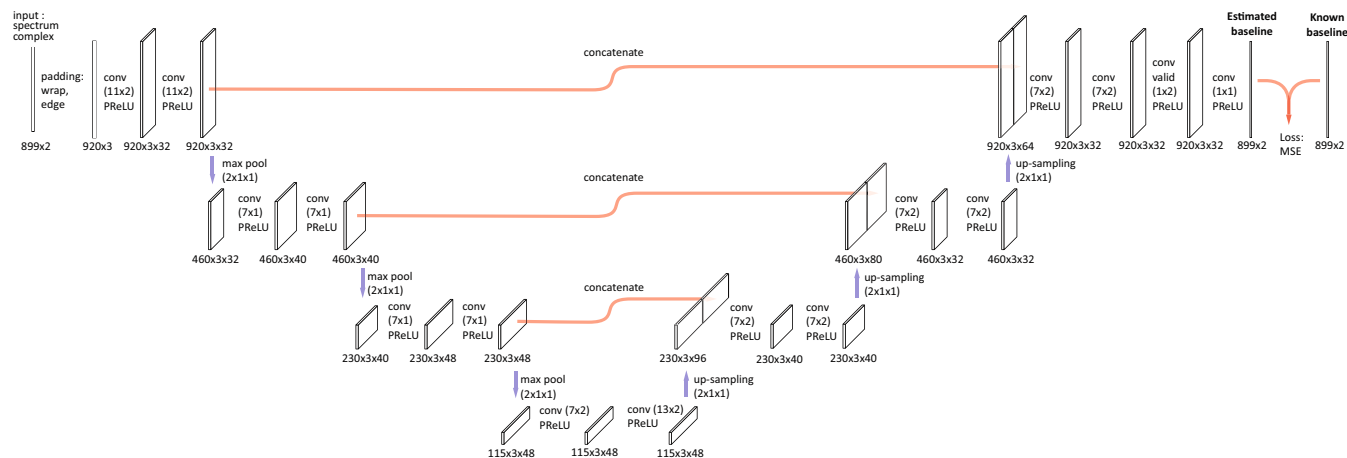 input :
spectrum
complex
padding:
wrap,
edge
conv
(11x2)
PReLU
conv
(11x2)
PReLU
899x2
920x3
920x3x32
920x3x32
concatenate
conv
(7x2)
PReLU
conv
(7x2)
PReLU
conv
valid
(1x2)
PReLU
conv
(1x1)
PReLU
Estimated
baseline
Known
baseline
Loss:
MSE
920x3x64
920x3x32
920x3x32
920x3x32
899x2
899x2
max pool
(2x1x1)
up-sampling
(2x1x1)
conv
(7x1)
PReLU
conv
(7x1)
PReLU
concatenate
conv
(7x2)
PReLU
conv
(7x2)
PReLU
460x3x32
460x3x40
460x3x40
460x3x80
460x3x32
460x3x32
max pool
(2x1x1)
up-sampling
(2x1x1)
conv
(7x1)
PReLU
conv
(7x1)
PReLU
concatenate
conv
(7x2)
PReLU
conv
(7x2)
PReLU
230x3x40
230x3x48
230x3x48
230x3x96
230x3x40
230x3x40
max pool
(2x1x1)
up-sampling
(2x1x1)
conv (7x2)
PReLU
conv (13x2)
PReLU
115x3x48
115x3x48
115x3x48